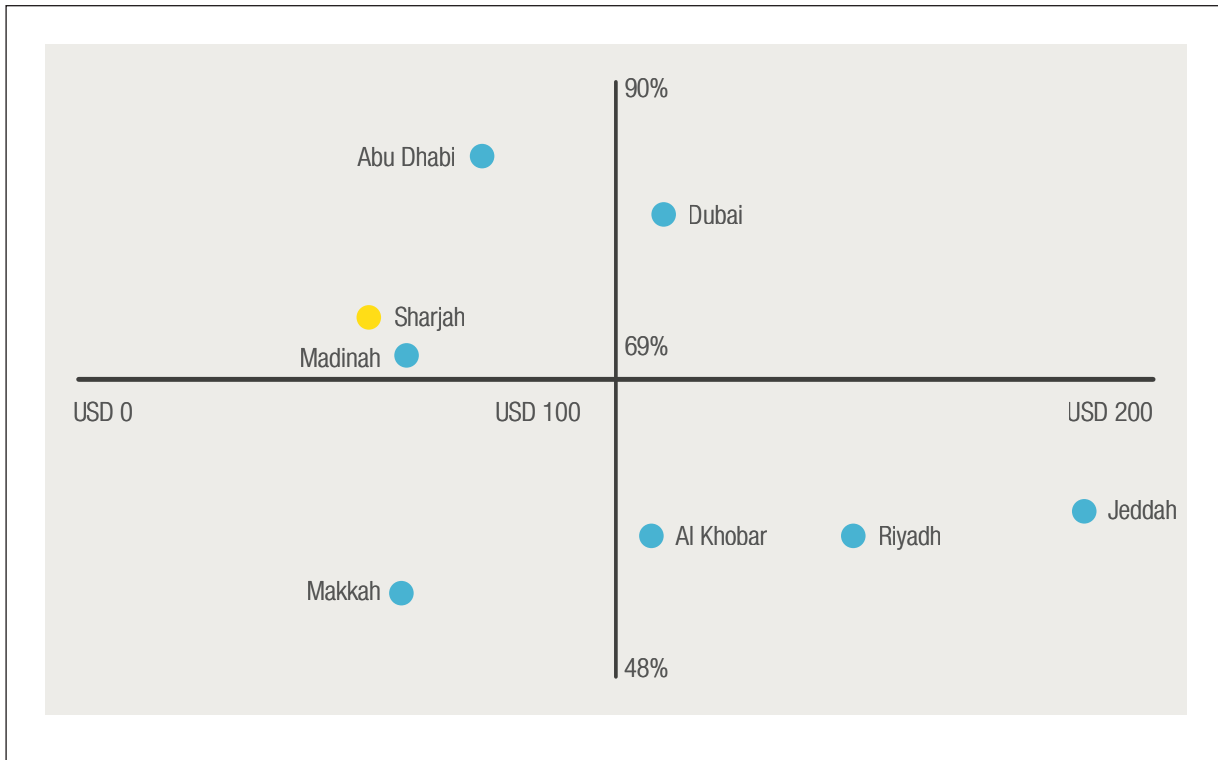 90%
Abu Dhabi
Dubai
Sharjah
69%
Madinah
USD 0
USD 100
USD 200
Jeddah
Al Khobar
Riyadh
Makkah
48%